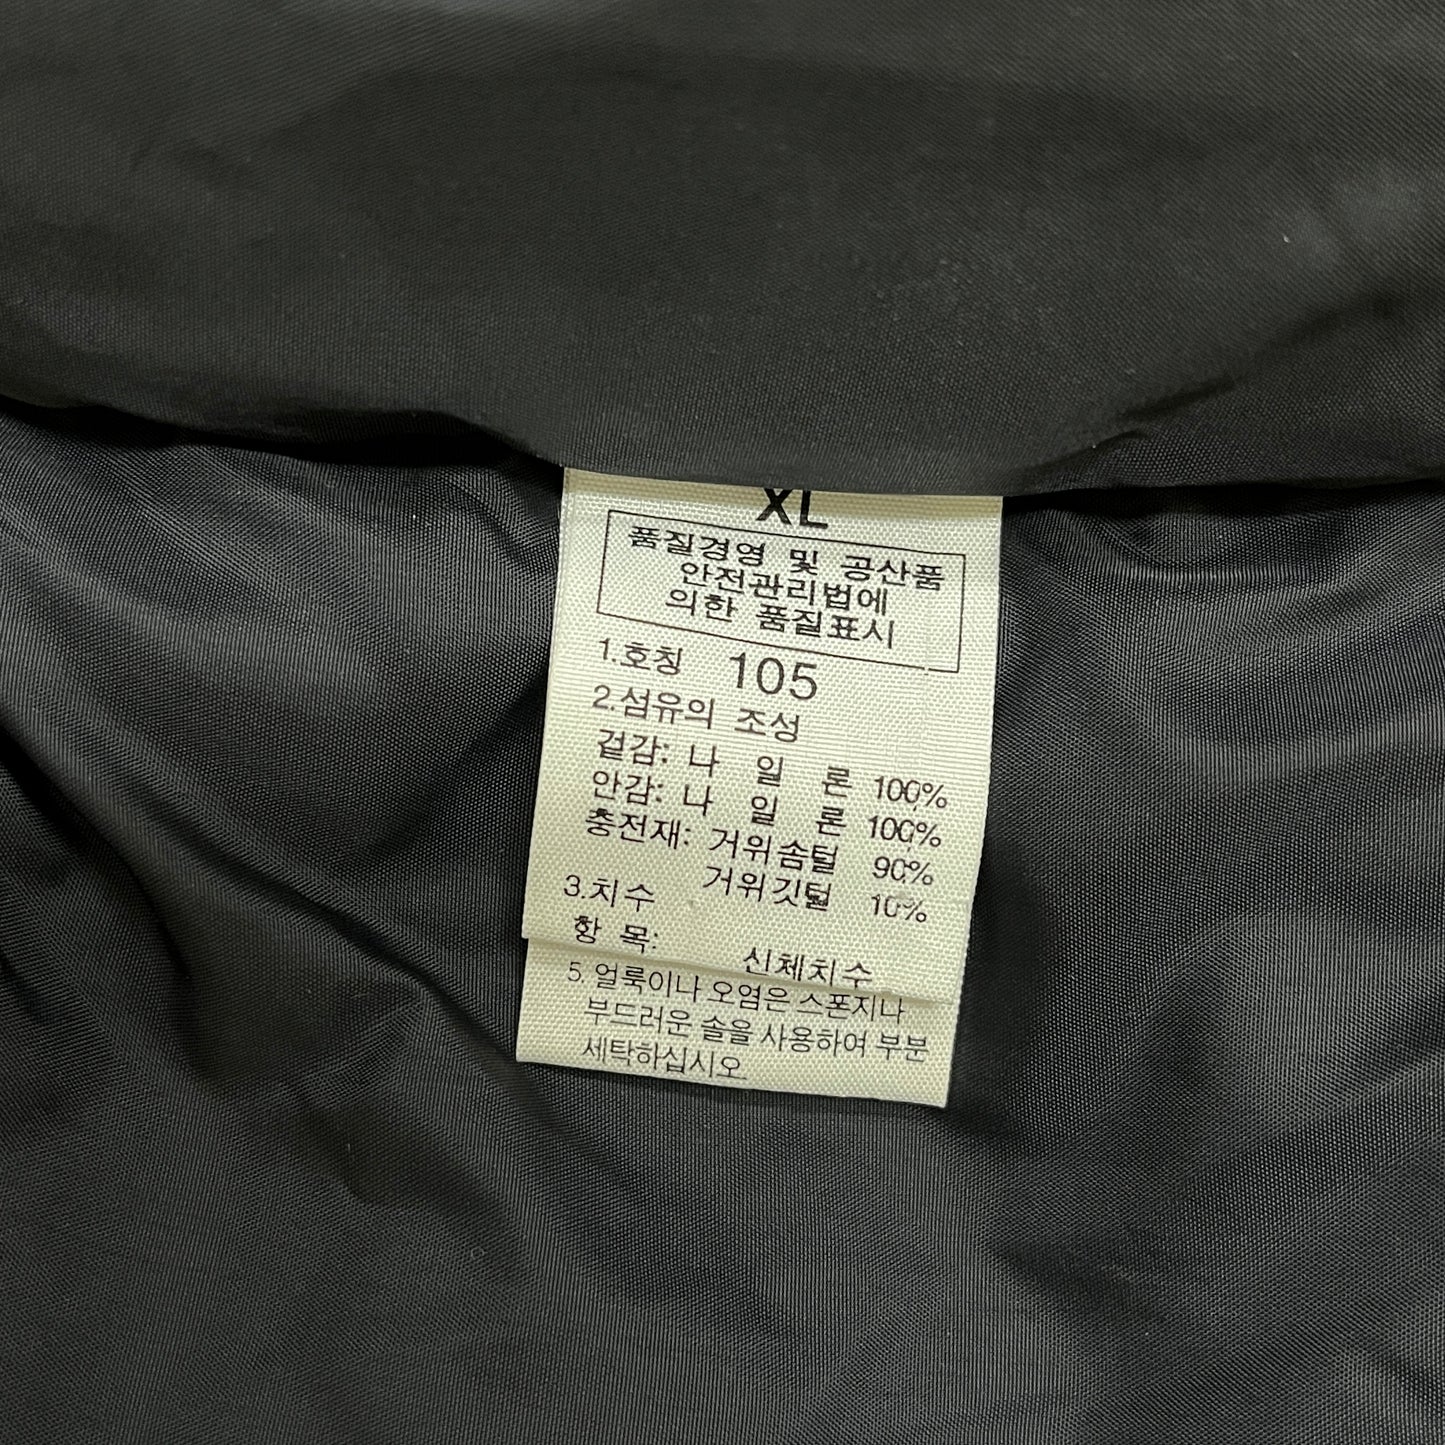 XL
품질경영 및 공산품
안전관리법에
의한 품질표시
1.호칭 105
2.섬유의 조성
겉감: 나 일 론 100%
안감: 나 일 론 100%
충전재: 거위솜털 90%
거위깃털 10%
3.치수
항 목: 신체치수
5. 얼룩이나 오염은 스폰지나
부드러운 솔을 사용하여 부분
세탁하십시오.